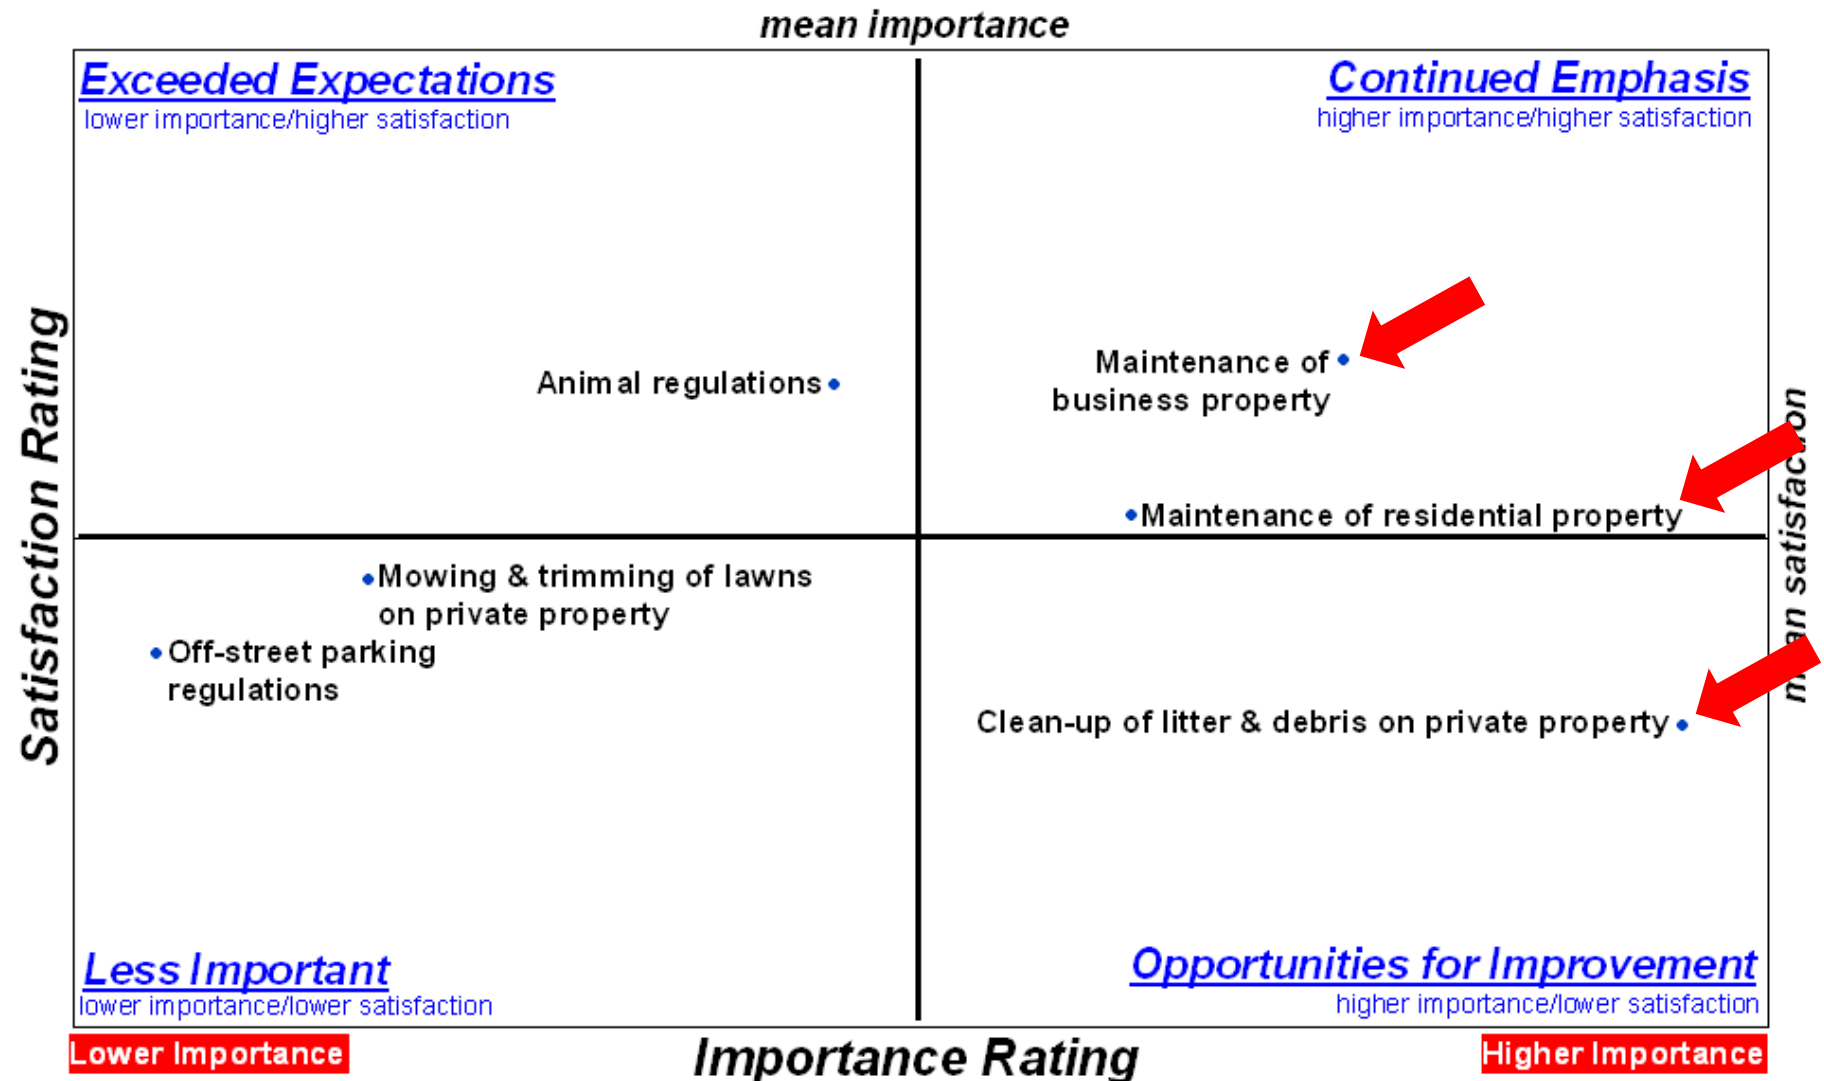 mean importance
Exceeded Expectations
lower importance/higher satisfaction
Continued Emphasis
higher importance/higher satisfaction
Satisfaction Rating
Animal regulations
Maintenance of
business property
Maintenance of residential property
mean satisfaction
Mowing & trimming of lawns
on private property
Off-street parking
regulations
Clean-up of litter & debris on private property
Less Important
lower importance/lower satisfaction
Opportunities for Improvement
higher importance/lower satisfaction
Lower Importance
Importance Rating
Higher Importance